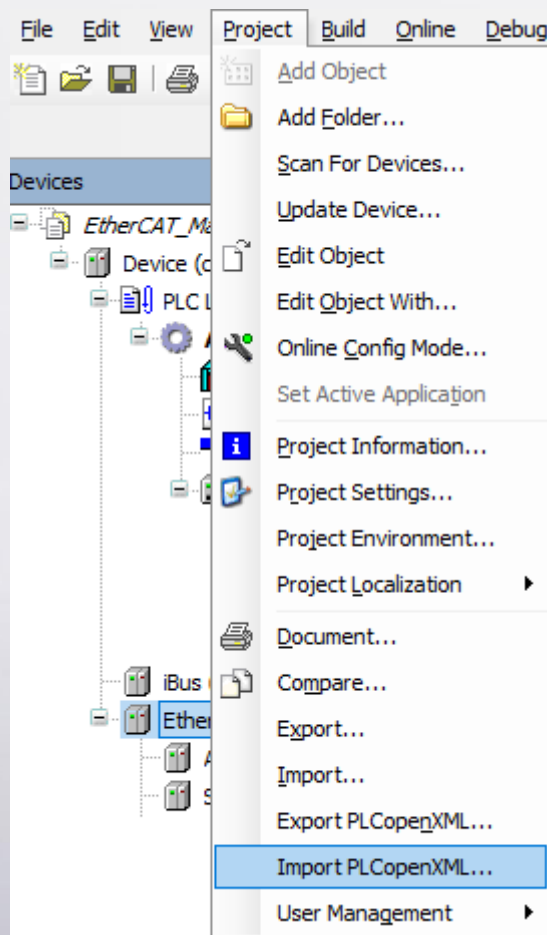 File Edit View Project Build Online Debug
Add Object
Add Folder...
Scan For Devices...
Devices
Update Device...
EtherCAT_Ma
Edit Object
Device (c
Edit Object With...
PLC L
Online Config Mode...
Set Active Application
Project Information...
Project Settings...
Project Environment...
Project Localization
Document...
iBus
Compare...
Ether
Export...
Import...
Export PLCopenXML...
Import PLCopenXML...
User Management